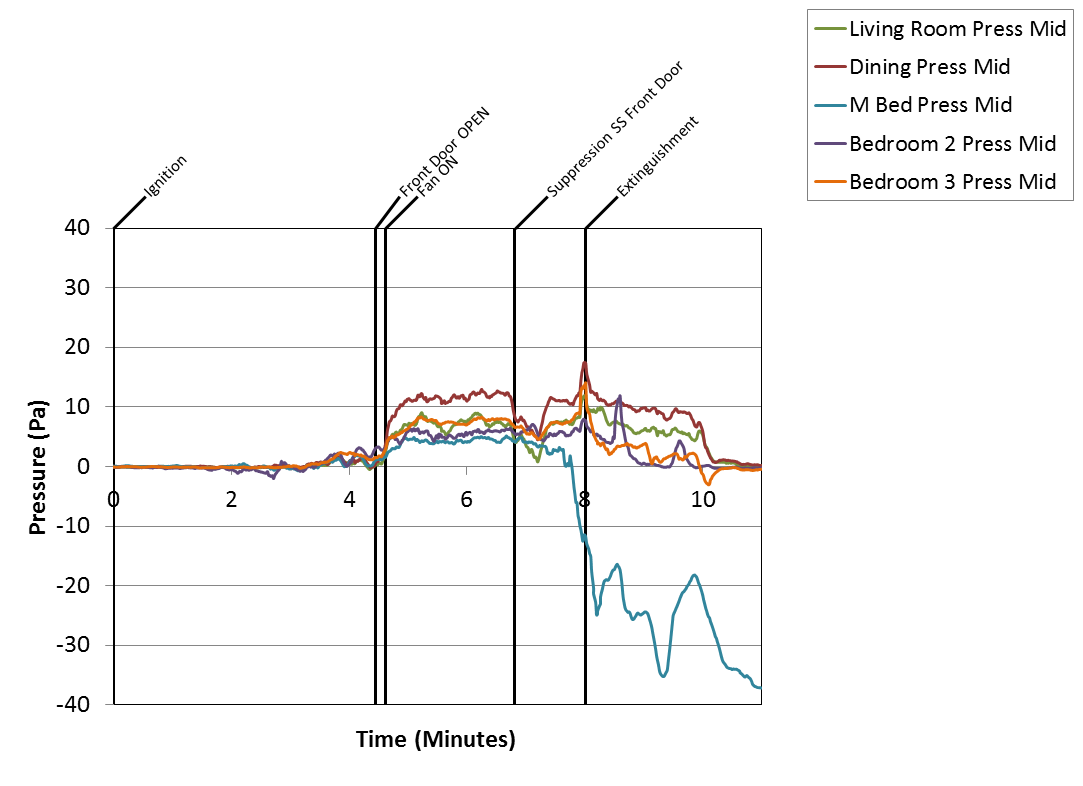 Living Room Press Mid
Dining Press Mid
M Bed Press Mid
Bedroom 2 Press Mid
Bedroom 3 Press Mid
Ignition
Front Door OPEN
Fan ON
Suppression SS Front Door
Extinguishment
40
30
20
10
0
-10
-20
-30
-40
0
2
4
6
8
10
Pressure (Pa)
Time (Minutes)